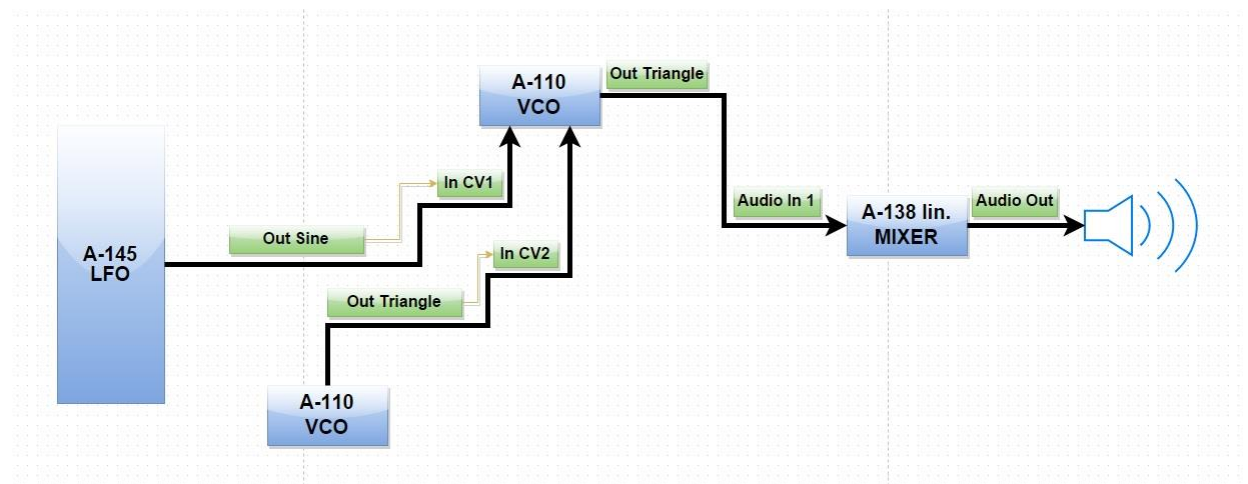 A-110
VCO
Out Triangle
In CV1
Audio In 1
A-138 lin.
MIXER
Audio Out
A-145
LFO
Out Sine
In CV2
Out Triangle
A-110
VCO